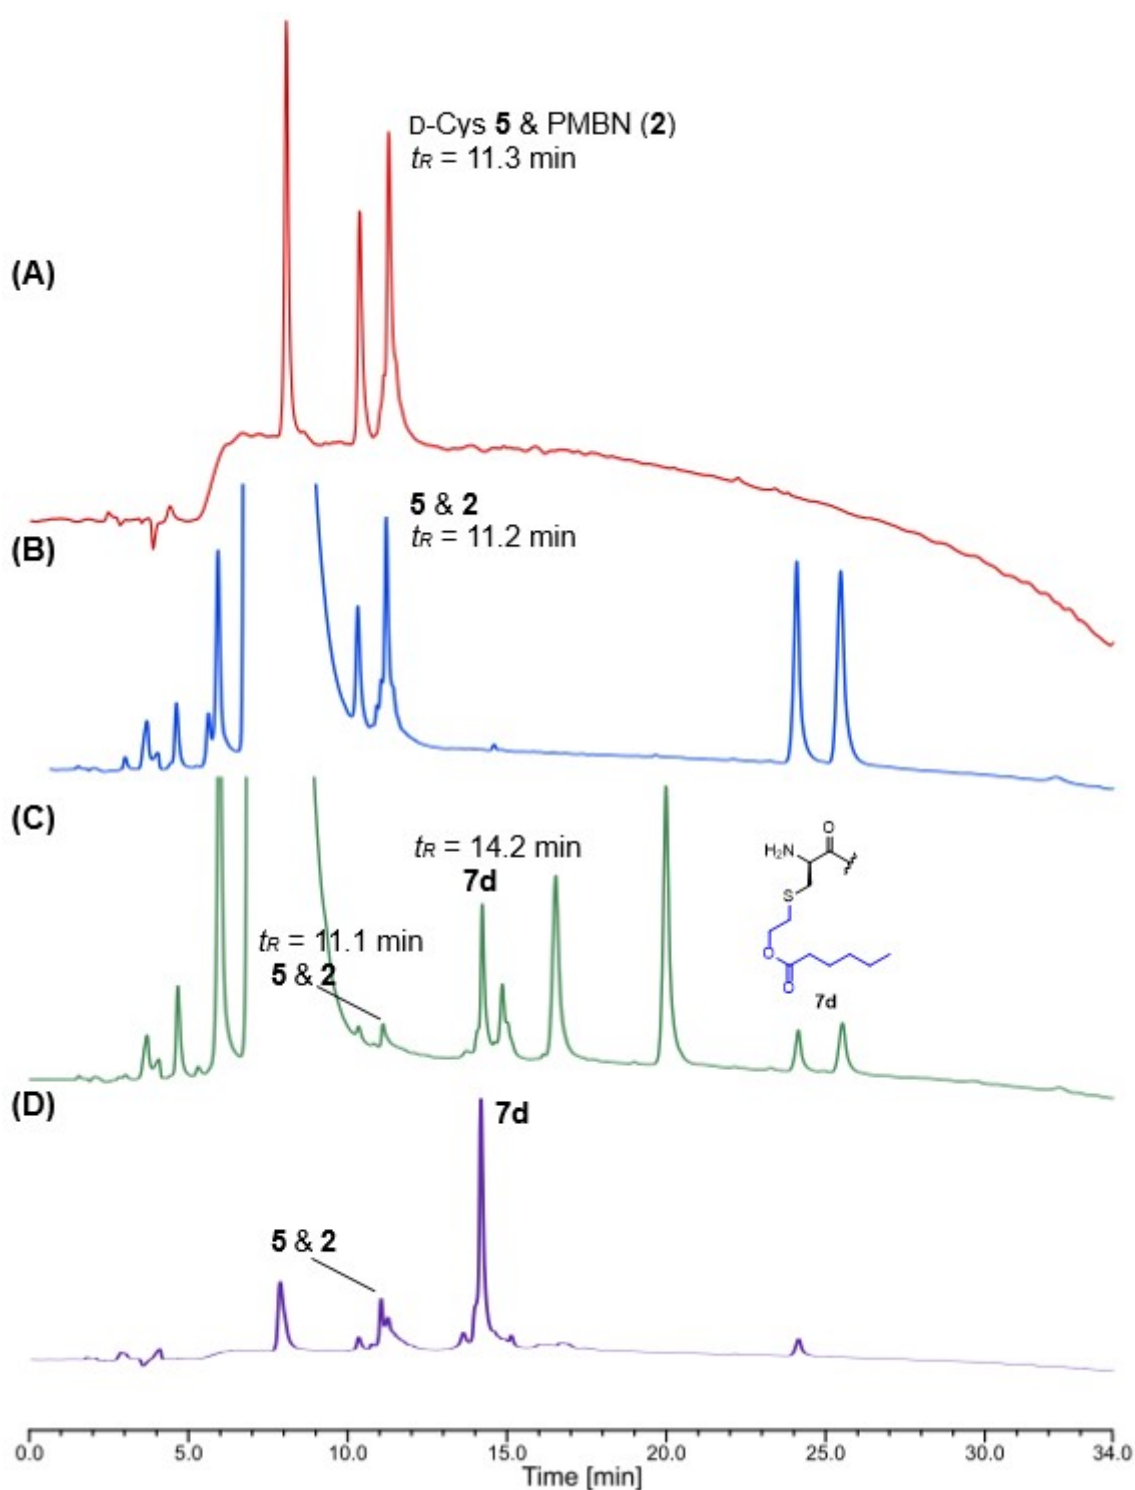 D-Cys 5 & PMBN (2)
tR = 11.3 min
(A)
5 & 2
tR = 11.2 min
(B)
(C)
tR = 14.2 min
7d
tR = 11.1 min
5 & 2
H2N
O
S
O
O
7d
(D)
7d
5 & 2
0.0 5.0 10.0 15.0 20.0 25.0 30.0 34.0
Time [min]